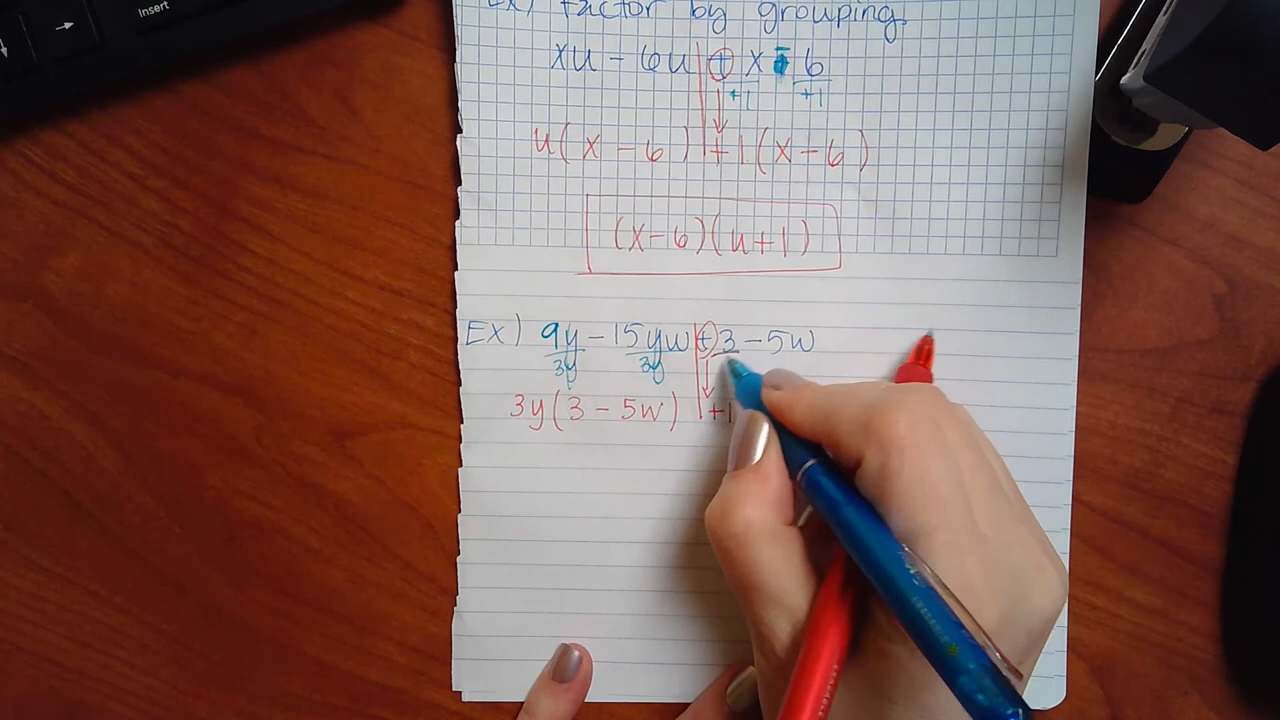 Insert
Ex) factor by grouping.
xu - 6u + x - 6
+1 +1
u(x - 6) + 1(x - 6)
(x-6)(u+1)
Ex) 9y - 15yw + 3 - 5w
3y 3y
3y(3 - 5w) +1